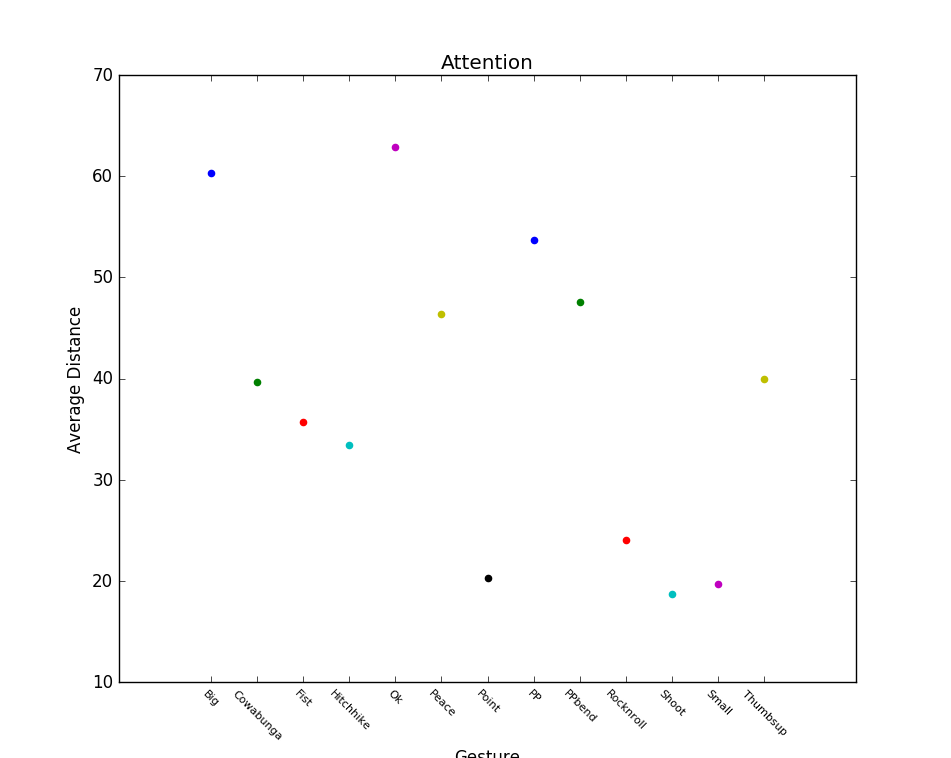 Attention
70
60
50
40
30
20
10
Average Distance
Big
Cowabunga
Fist
Hitchhike
Ok
Peace
Point
PP
PPbend
Rocknroll
Shoot
Small
Thumbsup
Gesture